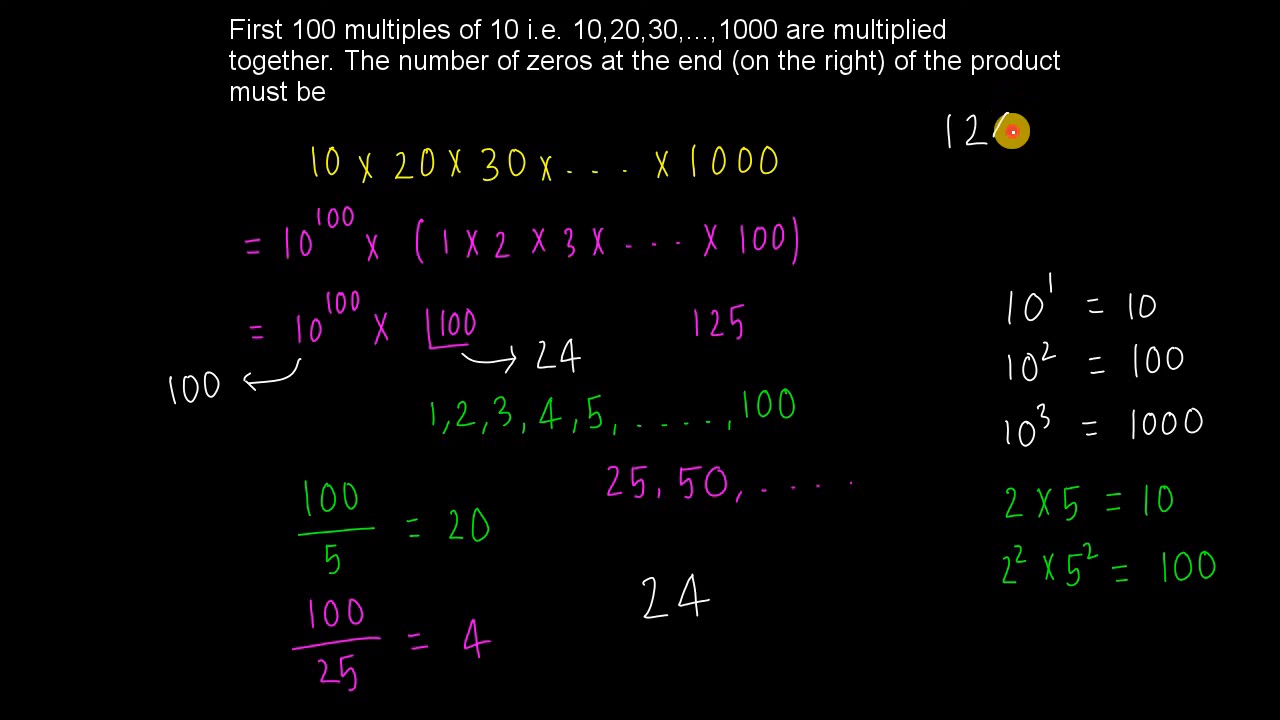 First 100 multiples of 10 i.e. 10,20,30,...,1000 are multiplied
together. The number of zeros at the end (on the right) of the product
must be
12
10 x 20 x 30 x . . . . x 1000
= 10^100 x ( 1 x 2 x 3 x . . . . x 100)
= 10^100 x |100 125
24
100
1,2,3,4,5, . . . . . ,100
25, 50, . . . . .
100/5 = 20
24
100/25 = 4
10^1 = 10
10^2 = 100
10^3 = 1000
2 x 5 = 10
2^2 x 5^2 = 100